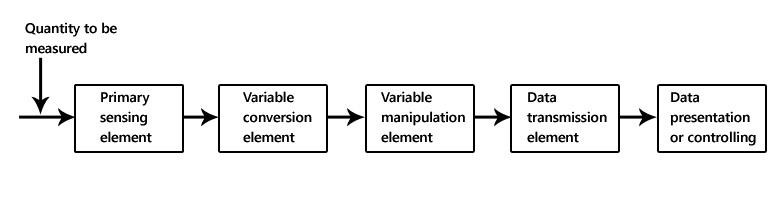 Quantity to be
measured
Primary
sensing
element
Variable
conversion
element
Variable
manipulation
element
Data
transmission
element
Data
presentation
or controlling